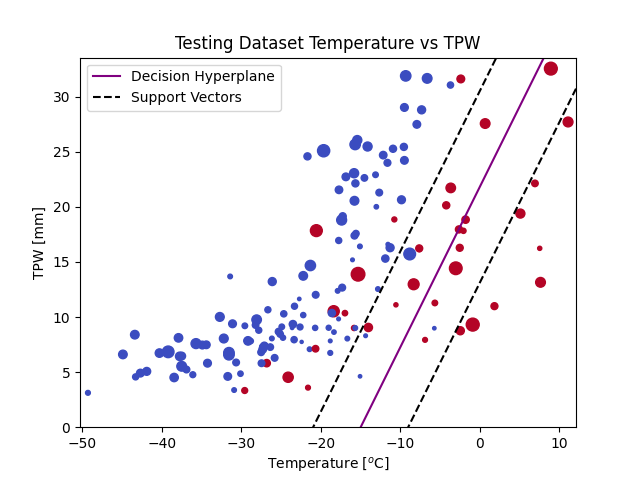 Testing Dataset Temperature vs TPW
Decision Hyperplane
Support Vectors
TPW [mm]
30
25
20
15
10
5
0
−50
−40
−30
−20
−10
0
10
Temperature [°C]